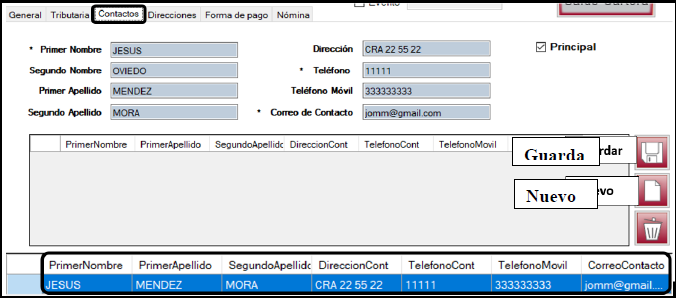 Evento
General Tributaria Contactos Direcciones Forma de pago Nómina
* Primer Nombre JESUS Dirección CRA 22 55 22 Principal
Segundo Nombre OVIEDO * Teléfono 11111
Primer Apellido MENDEZ Teléfono Móvil 333333333
Segundo Apellido MORA * Correo de Contacto jomm@gmail.com
PrimerNombre PrimerApellido SegundoApellido DireccionCont TelefonoCont TelefonoMovil
Guarda rdar
Nuevo evo
PrimerNombre PrimerApellido SegundoApellido DireccionCont TelefonoCont TelefonoMovil CorreoContacto
JESUS MENDEZ MORA CRA 22 55 22 11111 333333333 jomm@gmail....